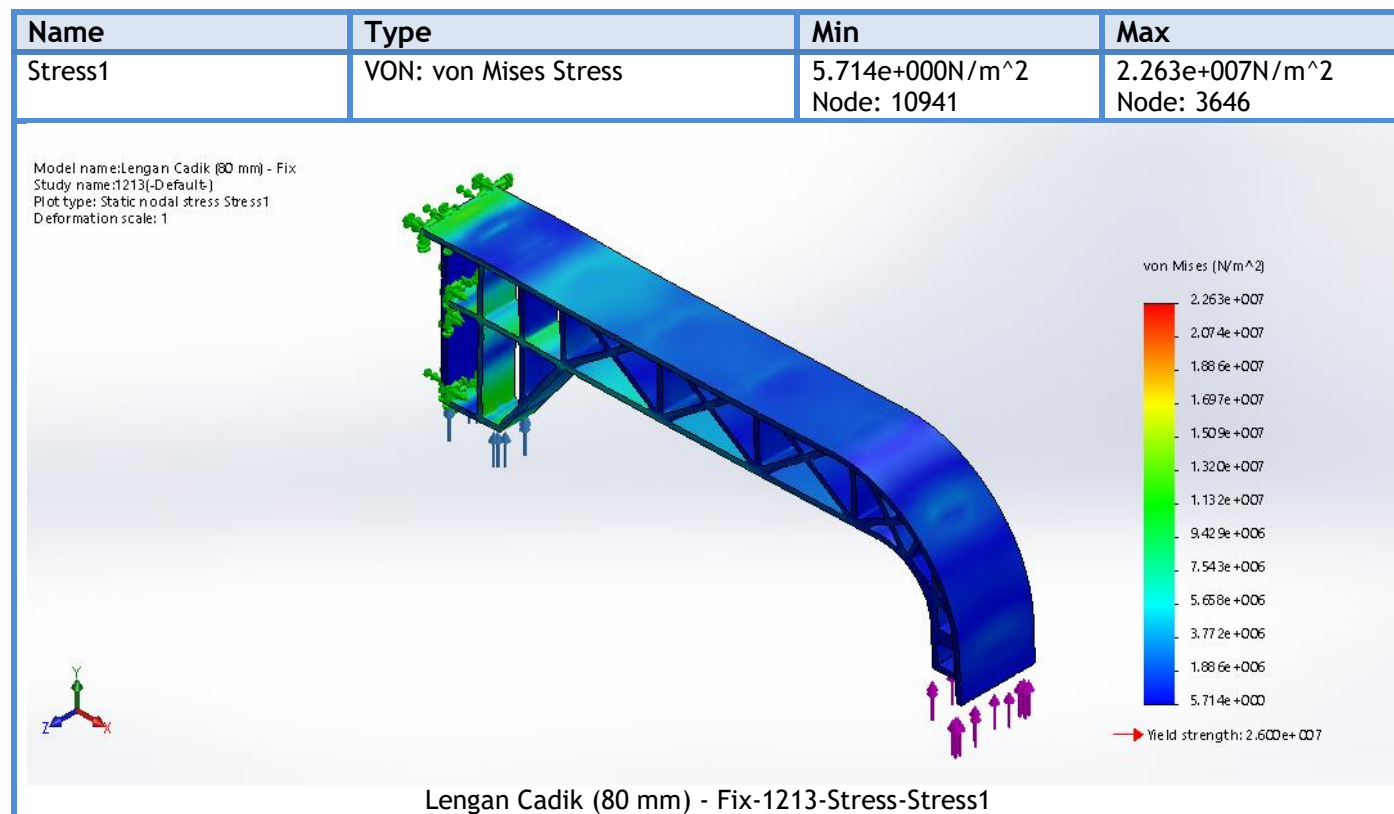 Name Type Min Max
Stress1 VON: von Mises Stress 5.714e+000N/m^2 2.263e+007N/m^2
Node: 10941 Node: 3646
Model name:Lengan Cadik (80 mm) - Fix
Study name:1213(-Default-)
Plot type: Static nodal stress Stress1
Deformation scale: 1
von Mises (N/m^2)
2.263e+007
2.074e+007
1.886e+007
1.697e+007
1.509e+007
1.320e+007
1.132e+007
9.429e+006
7.543e+006
5.658e+006
3.772e+006
1.886e+006
5.714e+000
Yield strength: 2.600e+007
Y
Z X
Lengan Cadik (80 mm) - Fix-1213-Stress-Stress1